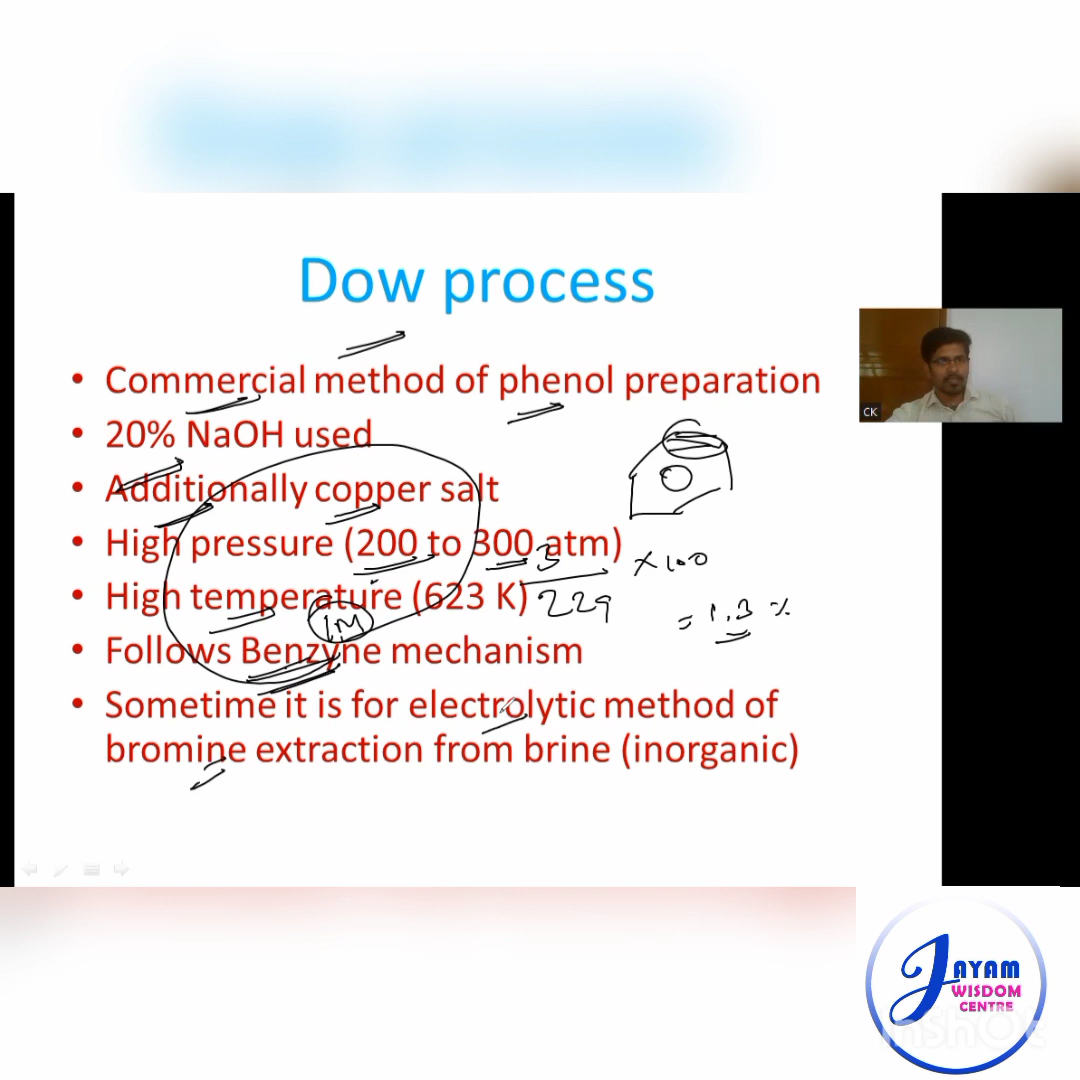 Dow process
• Commercial method of phenol preparation
• 20% NaOH used
• Additionally copper salt
• High pressure (200 to 300 atm)
• High temperature (623 K)
• Follows Benzyne mechanism
• Sometime it is for electrolytic method of
bromine extraction from brine (inorganic)
3
229
× 100
= 1.3 %
IM
CK
JAYAM
WISDOM
CENTRE